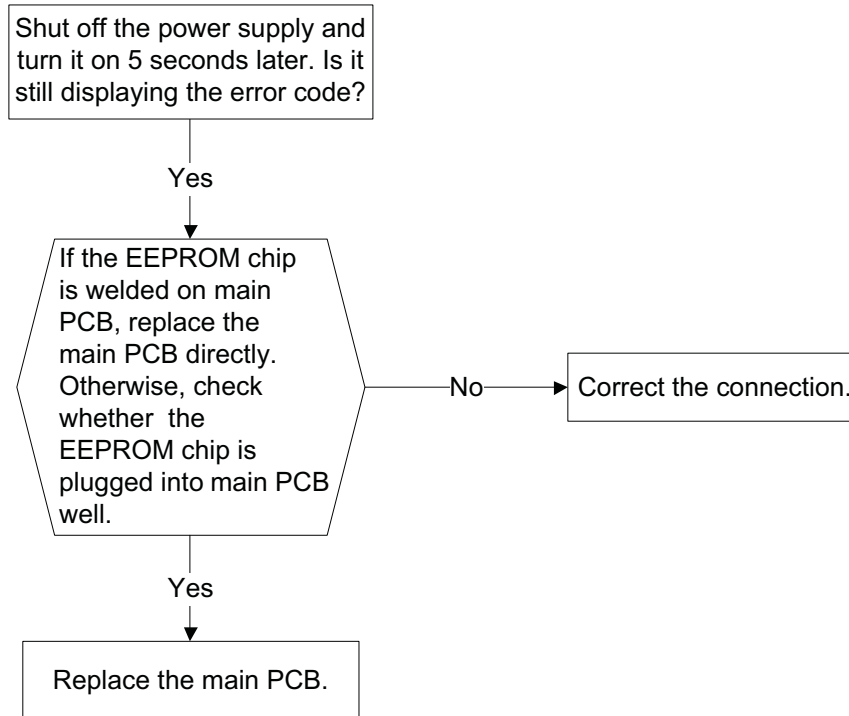 Shut off the power supply and
turn it on 5 seconds later. Is it
still displaying the error code?
Yes
If the EEPROM chip
is welded on main
PCB, replace the
main PCB directly.
Otherwise, check
whether  the
EEPROM chip is
plugged into main PCB
well.
No
Correct the connection.
Yes
Replace the main PCB.